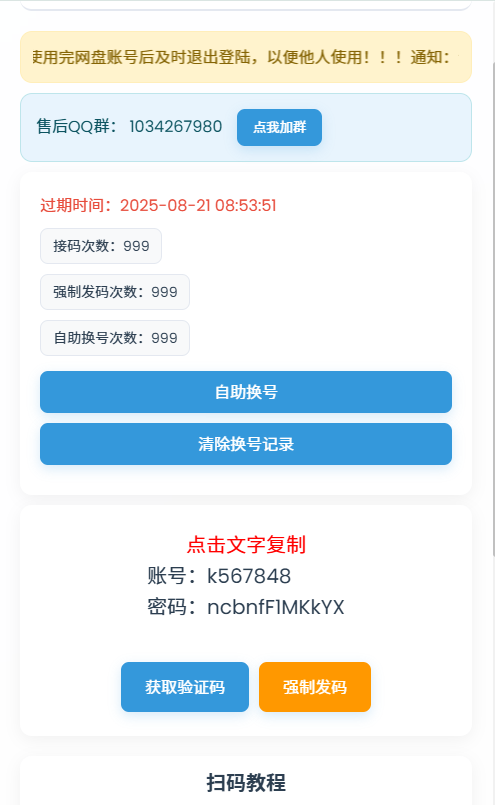 使用完网盘账号后及时退出登陆，以便他人使用！！！通知：
售后QQ群： 1034267980 点我加群
过期时间：2025-08-21 08:53:51
接码次数：999
强制发码次数：999
自助换号次数：999
自助换号
清除换号记录
点击文字复制
账号：k567848
密码：ncbnfF1MKkYX
获取验证码 强制发码
扫码教程